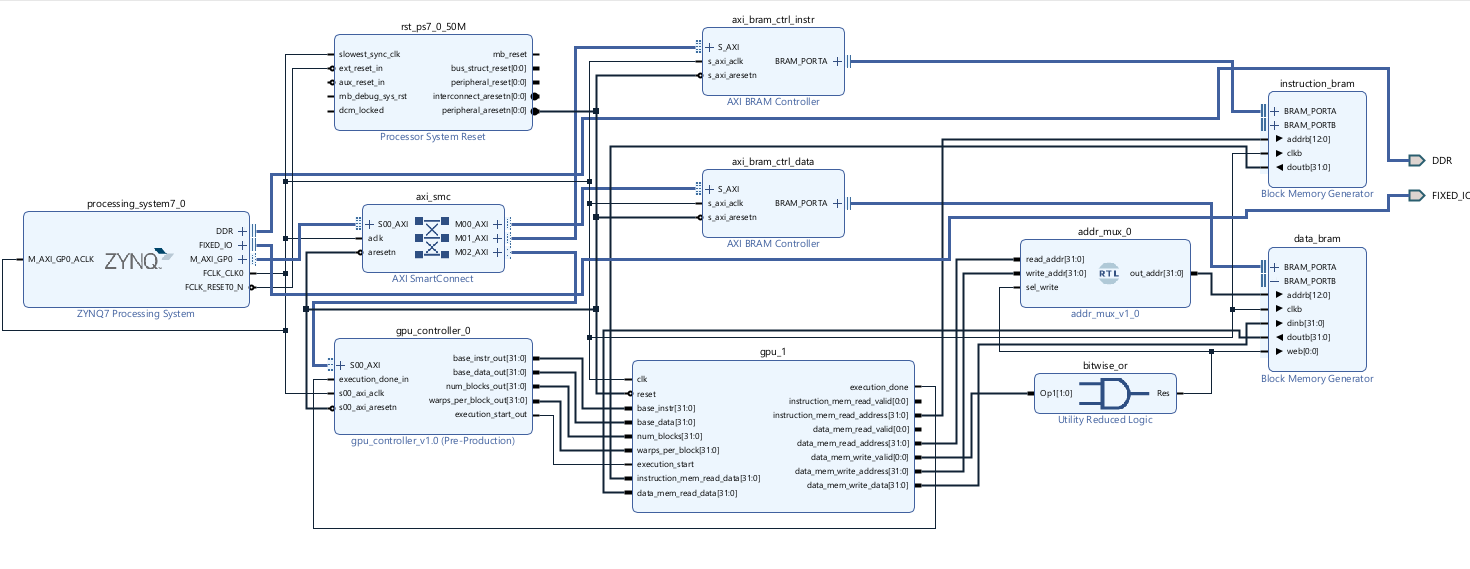 rst_ps7_0_50M
slowest_sync_clk
ext_reset_in
aux_reset_in
mb_debug_sys_rst
dcm_locked
mb_reset
bus_struct_reset[0:0]
peripheral_reset[0:0]
interconnect_aresetn[0:0]
peripheral_aresetn[0:0]
Processor System Reset
axi_bram_ctrl_instr
S_AXI
s_axi_aclk
s_axi_aresetn
BRAM_PORTA
AXI BRAM Controller
instruction_bram
BRAM_PORTA
BRAM_PORTB
addrb[12:0]
clkb
doutb[31:0]
Block Memory Generator
DDR
FIXED_IO
axi_bram_ctrl_data
S_AXI
s_axi_aclk
s_axi_aresetn
BRAM_PORTA
AXI BRAM Controller
processing_system7_0
M_AXI_GP0_ACLK
ZYNQ
DDR
FIXED_IO
M_AXI_GP0
FCLK_CLK0
FCLK_RESET0_N
ZYNQ7 Processing System
axi_smc
S00_AXI
aclk
aresetn
M00_AXI
M01_AXI
M02_AXI
AXI SmartConnect
addr_mux_0
read_addr[31:0]
write_addr[31:0]
sel_write
RTL
out_addr[31:0]
addr_mux_v1_0
data_bram
BRAM_PORTA
BRAM_PORTB
addrb[12:0]
clkb
dinb[31:0]
doutb[31:0]
web[0:0]
Block Memory Generator
gpu_controller_0
S00_AXI
execution_done_in
s00_axi_aclk
s00_axi_aresetn
base_instr_out[31:0]
base_data_out[31:0]
num_blocks_out[31:0]
warps_per_block_out[31:0]
execution_start_out
gpu_controller_v1.0 (Pre-Production)
gpu_1
clk
reset
base_instr[31:0]
base_data[31:0]
num_blocks[31:0]
warps_per_block[31:0]
execution_start
instruction_mem_read_data[31:0]
data_mem_read_data[31:0]
execution_done
instruction_mem_read_valid[0:0]
instruction_mem_read_address[31:0]
data_mem_read_valid[0:0]
data_mem_read_address[31:0]
data_mem_write_valid[0:0]
data_mem_write_address[31:0]
data_mem_write_data[31:0]
bitwise_or
Op1[1:0]
Res
Utility Reduced Logic